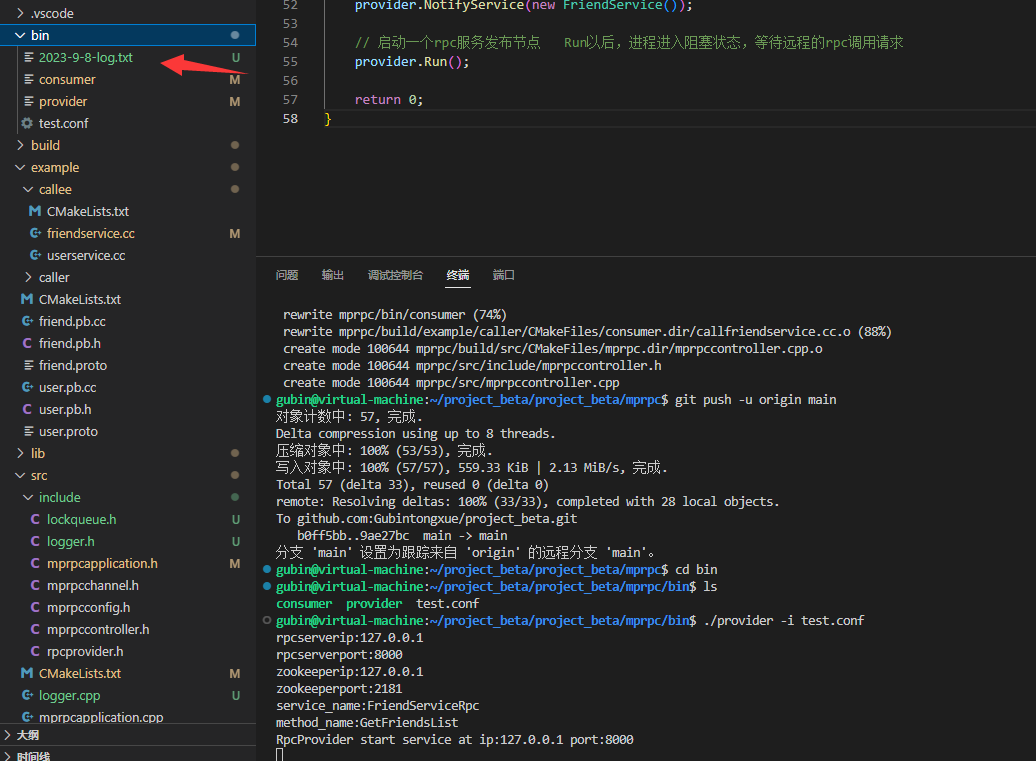 .vscode
bin
2023-9-8-log.txt U
consumer M
provider M
test.conf
build
example
callee
CMakeLists.txt
friendservice.cc M
userservice.cc
caller
CMakeLists.txt
friend.pb.cc
friend.pb.h
friend.proto
user.pb.cc
user.pb.h
user.proto
lib
src
include
lockqueue.h U
logger.h U
mprpcapplication.h M
mprpcchannel.h
mprpcconfig.h
mprpccontroller.h
rpcprovider.h
CMakeLists.txt M
logger.cpp U
mprpcapplication.cpp
大纲
时间线
52 provider.NotifyService(new FriendService());
53
54 // 启动一个rpc服务发布节点 Run以后,进程进入阻塞状态,等待远程的rpc调用请求
55 provider.Run();
56
57 return 0;
58 }
问题 输出 调试控制台 终端 端口
rewrite mprpc/bin/consumer (74%)
rewrite mprpc/build/example/caller/CMakeFiles/consumer.dir/callfriendservice.cc.o (88%)
create mode 100644 mprpc/build/src/CMakeFiles/mprpc.dir/mprpccontroller.cpp.o
create mode 100644 mprpc/src/include/mprpccontroller.h
create mode 100644 mprpc/src/mprpccontroller.cpp
gubin@virtual-machine:~/project_beta/project_beta/mprpc$ git push -u origin main
对象计数中: 57, 完成.
Delta compression using up to 8 threads.
压缩对象中: 100% (53/53), 完成.
写入对象中: 100% (57/57), 559.33 KiB | 2.13 MiB/s, 完成.
Total 57 (delta 33), reused 0 (delta 0)
remote: Resolving deltas: 100% (33/33), completed with 28 local objects.
To github.com:Gubintongxue/project_beta.git
b0ff5bb..9ae27bc main -> main
分支 'main' 设置为跟踪来自 'origin' 的远程分支 'main'。
gubin@virtual-machine:~/project_beta/project_beta/mprpc$ cd bin
gubin@virtual-machine:~/project_beta/project_beta/mprpc/bin$ ls
consumer provider test.conf
gubin@virtual-machine:~/project_beta/project_beta/mprpc/bin$ ./provider -i test.conf
rpcserverip:127.0.0.1
rpcserverport:8000
zookeeperip:127.0.0.1
zookeeperport:2181
service_name:FriendServiceRpc
method_name:GetFriendsList
RpcProvider start service at ip:127.0.0.1 port:8000